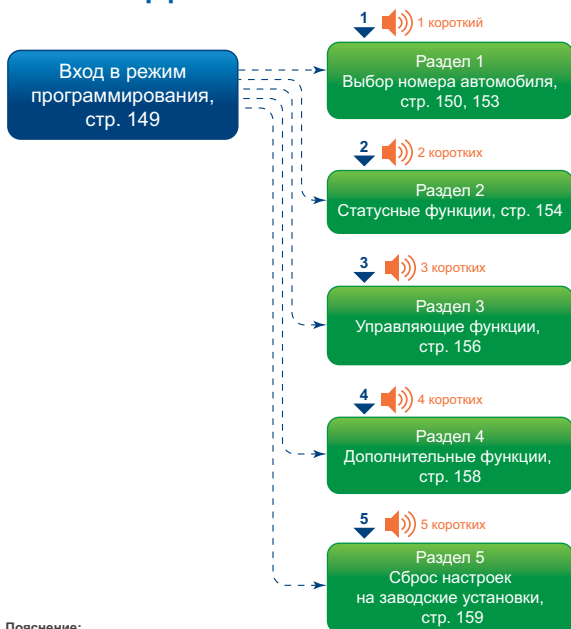 1 1 короткий
Вход в режим
программирования,
стр. 149
Раздел 1
Выбор номера автомобиля,
стр. 150, 153
2 2 коротких
Раздел 2
Статусные функции, стр. 154
3 3 коротких
Раздел 3
Управляющие функции,
стр. 156
4 4 коротких
Раздел 4
Дополнительные функции,
стр. 158
5 5 коротких
Раздел 5
Сброс настроек
на заводские установки,
стр. 159
Пояснение: